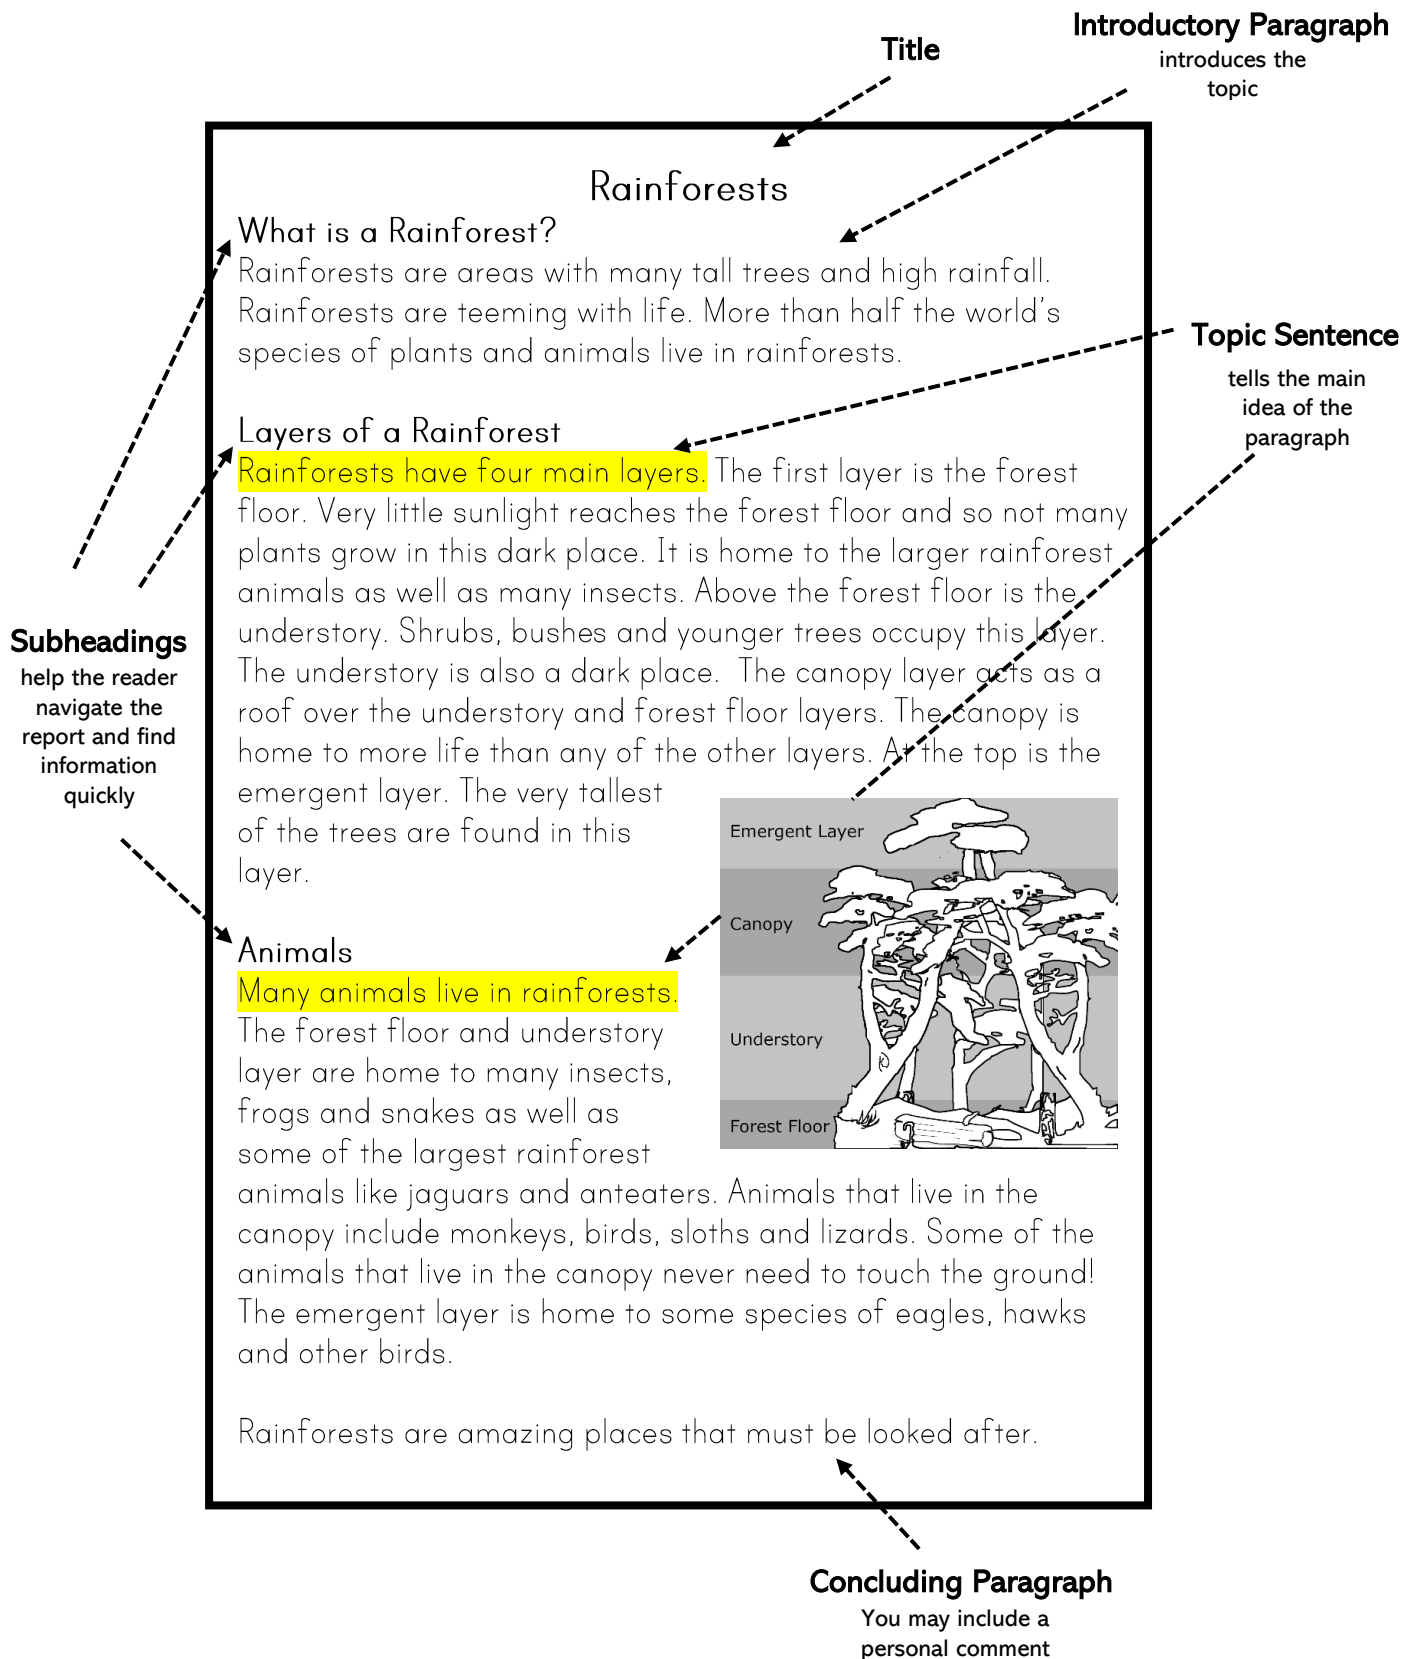 Title
Introductory Paragraph
introduces the
topic
Rainforests
What is a Rainforest?
Rainforests are areas with many tall trees and high rainfall.
Rainforests are teeming with life. More than half the world's
species of plants and animals live in rainforests.
Topic Sentence
tells the main
idea of the
paragraph
Layers of a Rainforest
Rainforests have four main layers. The first layer is the forest
floor. Very little sunlight reaches the forest floor and so not many
plants grow in this dark place. It is home to the larger rainforest
animals as well as many insects. Above the forest floor is the
understory. Shrubs, bushes and younger trees occupy this layer.
The understory is also a dark place.  The canopy layer acts as a
roof over the understory and forest floor layers. The canopy is
home to more life than any of the other layers. At the top is the
emergent layer. The very tallest
of the trees are found in this
layer.
Subheadings
help the reader
navigate the
report and find
information
quickly
Emergent Layer
Canopy
Understory
Forest Floor
Animals
Many animals live in rainforests.
The forest floor and understory
layer are home to many insects,
frogs and snakes as well as
some of the largest rainforest
animals like jaguars and anteaters. Animals that live in the
canopy include monkeys, birds, sloths and lizards. Some of the
animals that live in the canopy never need to touch the ground!
The emergent layer is home to some species of eagles, hawks
and other birds.
Rainforests are amazing places that must be looked after.
Concluding Paragraph
You may include a
personal comment